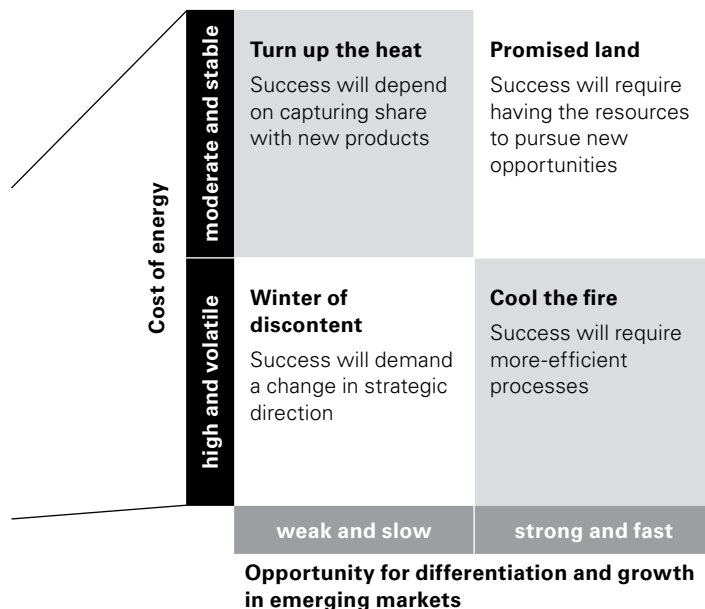 Cost of energy
moderate and stable
Turn up the heat
Success will depend
on capturing share
with new products
Promised land
Success will require
having the resources
to pursue new
opportunities
high and volatile
Winter of
discontent
Success will demand
a change in strategic
direction
Cool the fire
Success will require
more-efficient
processes
weak and slow
strong and fast
Opportunity for differentiation and growth
in emerging markets